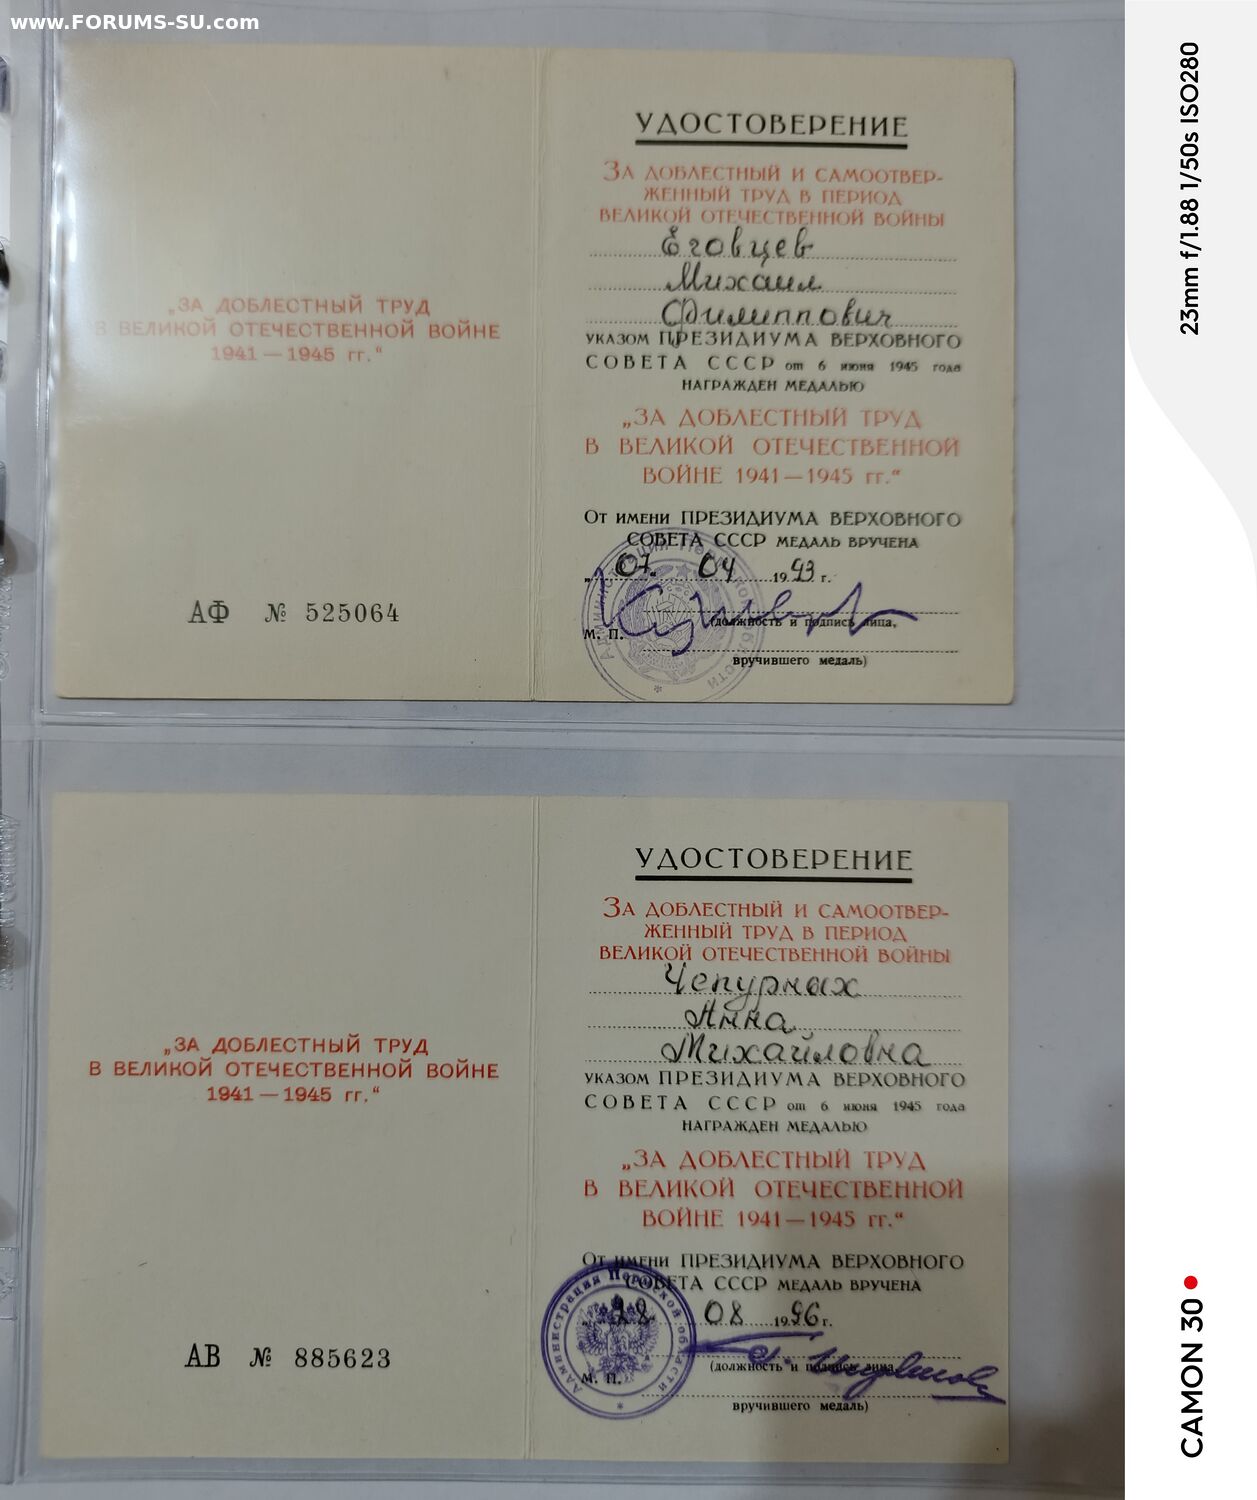 www.FORUMS-SU.com
„ЗА ДОБЛЕСТНЫЙ ТРУД
В ВЕЛИКОЙ ОТЕЧЕСТВЕННОЙ ВОЙНЕ
1941 — 1945 гг.“
АФ № 525064
УДОСТОВЕРЕНИЕ
ЗА ДОБЛЕСТНЫЙ И САМООТВЕР-
ЖЕННЫЙ ТРУД В ПЕРИОД
ВЕЛИКОЙ ОТЕЧЕСТВЕННОЙ ВОЙНЫ
Еговцев
Михаил
Филиппович
УКАЗОМ ПРЕЗИДИУМА ВЕРХОВНОГО
СОВЕТА СССР от 6 июня 1945 года
НАГРАЖДЕН МЕДАЛЬЮ
„ЗА ДОБЛЕСТНЫЙ ТРУД
В ВЕЛИКОЙ ОТЕЧЕСТВЕННОЙ
ВОЙНЕ 1941 — 1945 гг.“
От имени ПРЕЗИДИУМА ВЕРХОВНОГО
СОВЕТА СССР МЕДАЛЬ ВРУЧЕНА
„07“ 04 1993 г.
(должность и подпись лица,
М. П.
вручившего медаль)
„ЗА ДОБЛЕСТНЫЙ ТРУД
В ВЕЛИКОЙ ОТЕЧЕСТВЕННОЙ ВОЙНЕ
1941 — 1945 гг.“
АВ № 885623
УДОСТОВЕРЕНИЕ
ЗА ДОБЛЕСТНЫЙ И САМООТВЕР-
ЖЕННЫЙ ТРУД В ПЕРИОД
ВЕЛИКОЙ ОТЕЧЕСТВЕННОЙ ВОЙНЫ
Чепурных
Анна
Михайловна
УКАЗОМ ПРЕЗИДИУМА ВЕРХОВНОГО
СОВЕТА СССР от 6 июня 1945 года
НАГРАЖДЕН МЕДАЛЬЮ
„ЗА ДОБЛЕСТНЫЙ ТРУД
В ВЕЛИКОЙ ОТЕЧЕСТВЕННОЙ
ВОЙНЕ 1941 — 1945 гг.“
От имени ПРЕЗИДИУМА ВЕРХОВНОГО
СОВЕТА СССР МЕДАЛЬ ВРУЧЕНА
08 1996 г.
Администрация Пермской области
(должность и подпись лица,
М. П.
вручившего медаль)
23mm f/1.88 1/50s ISO280
CAMON 30